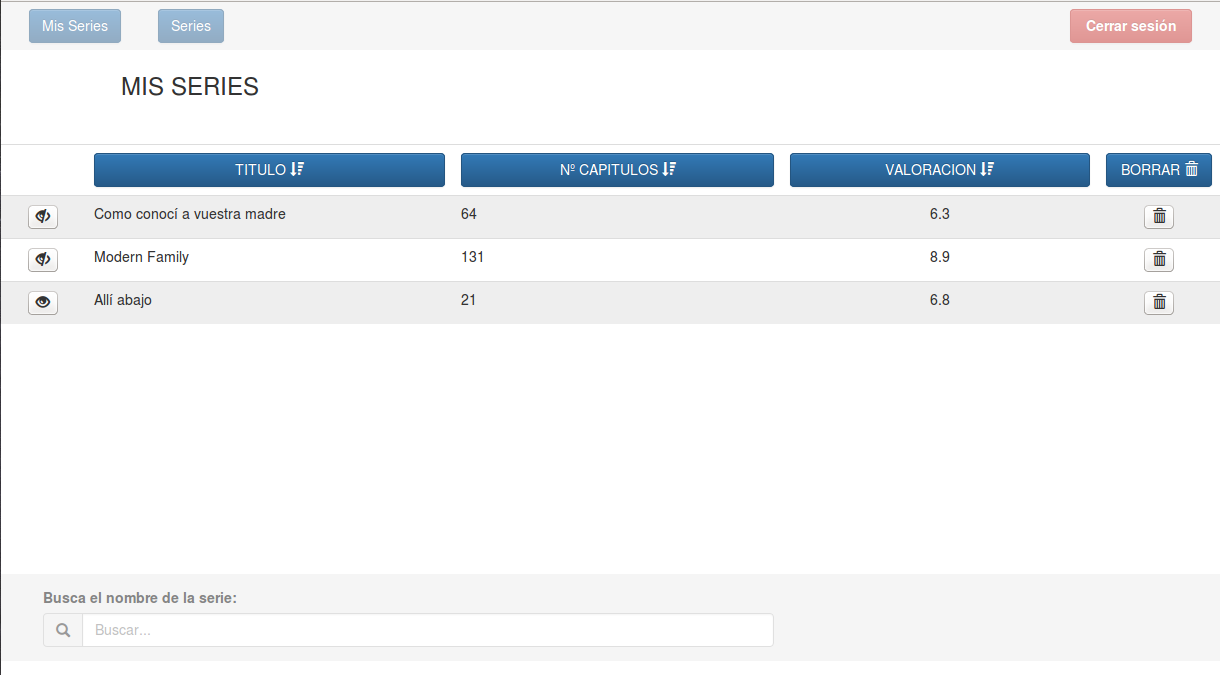 Mis Series Series Cerrar sesión
MIS SERIES
TITULO Nº CAPITULOS VALORACION BORRAR
Como conocí a vuestra madre 64 6.3
Modern Family 131 8.9
Allí abajo 21 6.8
Busca el nombre de la serie:
Buscar...